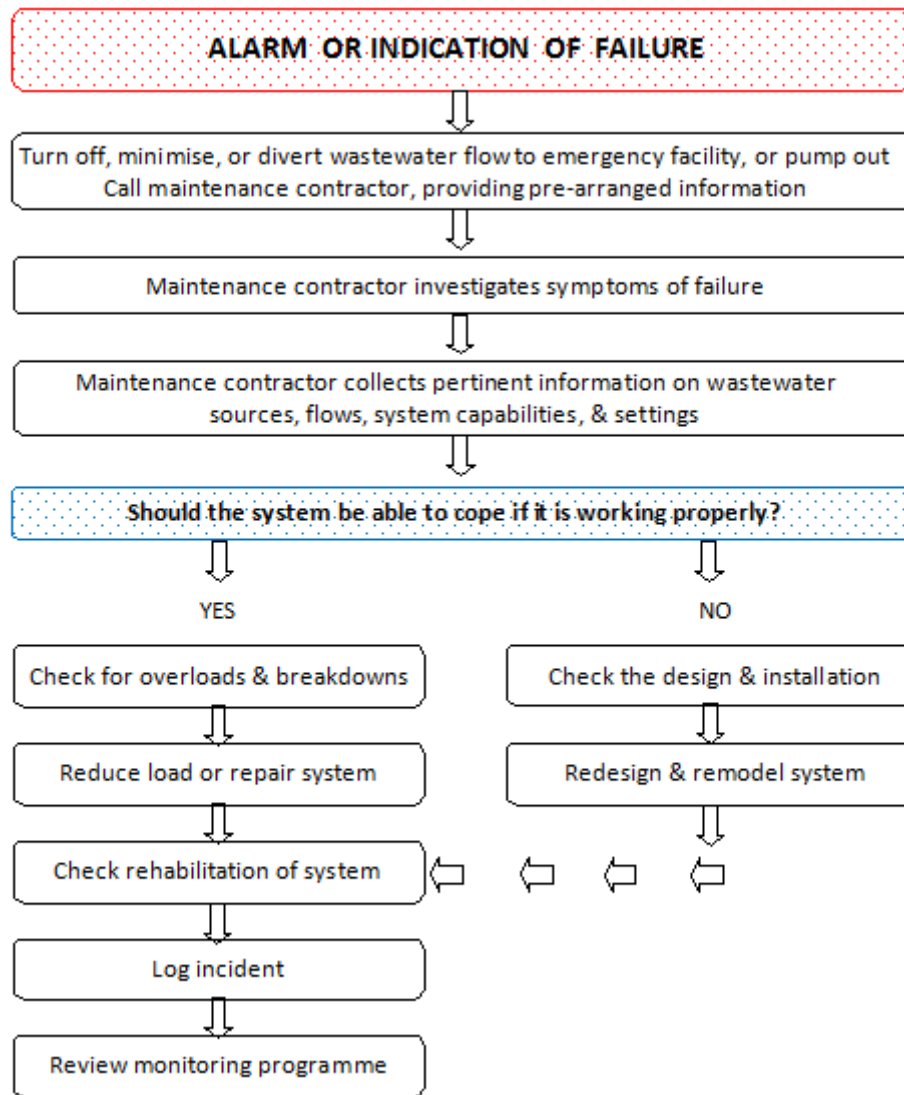 ALARM OR INDICATION OF FAILURE
Turn off, minimise, or divert wastewater flow to emergency facility, or pump out
Call maintenance contractor, providing pre-arranged information
Maintenance contractor investigates symptoms of failure
Maintenance contractor collects pertinent information on wastewater
sources, flows, system capabilities, & settings
Should the system be able to cope if it is working properly?
YES
NO
Check for overloads & breakdowns
Check the design & installation
Reduce load or repair system
Redesign & remodel system
Check rehabilitation of system
Log incident
Review monitoring programme